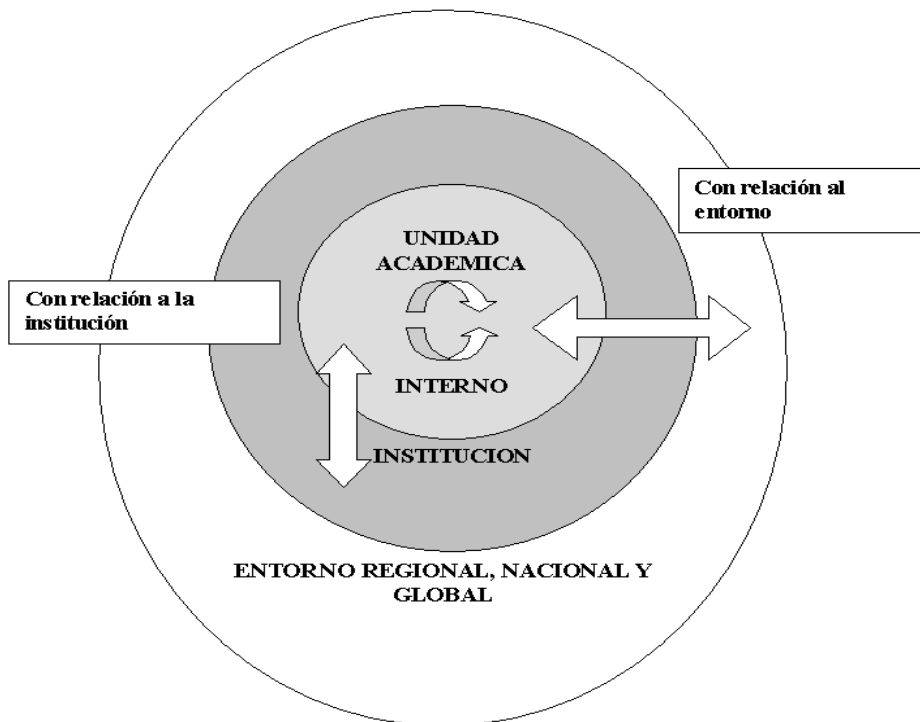 Con relación al
entorno
UNIDAD
ACADEMICA
Con relación a la
institución
INTERNO
INSTITUCION
ENTORNO REGIONAL, NACIONAL Y
GLOBAL